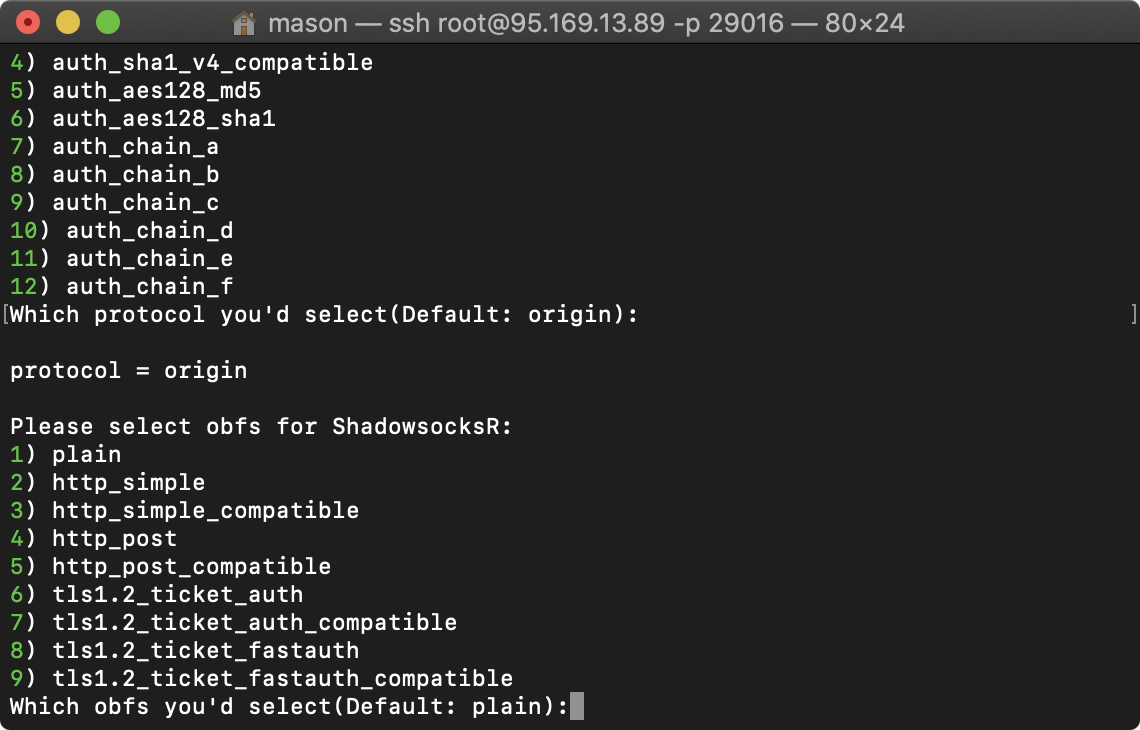 mason — ssh root@95.169.13.89 -p 29016 — 80×24
4) auth_sha1_v4_compatible
5) auth_aes128_md5
6) auth_aes128_sha1
7) auth_chain_a
8) auth_chain_b
9) auth_chain_c
10) auth_chain_d
11) auth_chain_e
12) auth_chain_f
[Which protocol you'd select(Default: origin): ]
protocol = origin
Please select obfs for ShadowsocksR:
1) plain
2) http_simple
3) http_simple_compatible
4) http_post
5) http_post_compatible
6) tls1.2_ticket_auth
7) tls1.2_ticket_auth_compatible
8) tls1.2_ticket_fastauth
9) tls1.2_ticket_fastauth_compatible
Which obfs you'd select(Default: plain):